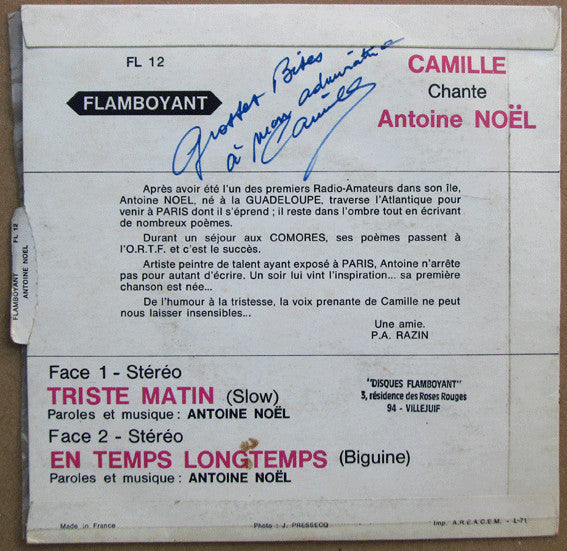 FL 12
FLAMBOYANT
Grosses Bises
à mon admiratrice
Camille
CAMILLE
Chante
Antoine NOËL
Après avoir été l'un des premiers Radio-Amateurs dans son île,
Antoine NOEL, né à la GUADELOUPE, traverse l'Atlantique pour
venir à PARIS dont il s'éprend ; il reste dans l'ombre tout en écrivant
de nombreux poèmes.
Durant un séjour aux COMORES, ses poèmes passent à
l'O.R.T.F. et c'est le succès.
Artiste peintre de talent ayant exposé à PARIS, Antoine n'arrête
pas pour autant d'écrire. Un soir lui vint l'inspiration... sa première
chanson est née...
De l'humour à la tristesse, la voix prenante de Camille ne peut
nous laisser insensibles...
Une amie.
P.A. RAZIN
FLAMBOYANT FL 12
ANTOINE NOEL
Face 1 - Stéréo
TRISTE MATIN (Slow)
Paroles et musique : ANTOINE NOËL
Face 2 - Stéréo
EN TEMPS LONGTEMPS (Biguine)
Paroles et musique : ANTOINE NOËL
"DISQUES FLAMBOYANT"
3, résidence des Roses Rouges
94 - VILLEJUIF
Made in France
Photo : J. PRESSECQ
Imp. A.R.E.A.C.E.M. - L-71